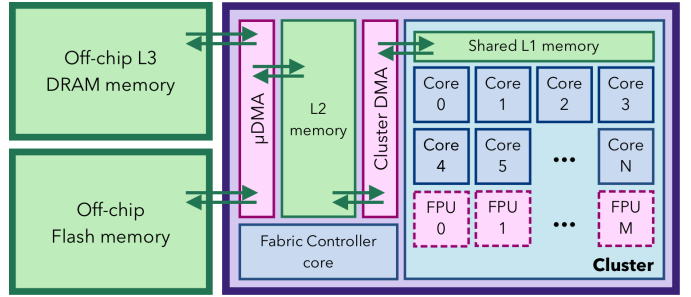 Off-chip L3
DRAM memory
Off-chip
Flash memory
μDMA
L2
memory
Cluster DMA
Fabric Controller
core
Shared L1 memory
Core
0
Core
1
Core
2
Core
3
Core
4
Core
5
•••
Core
N
FPU
0
FPU
1
•••
FPU
M
Cluster